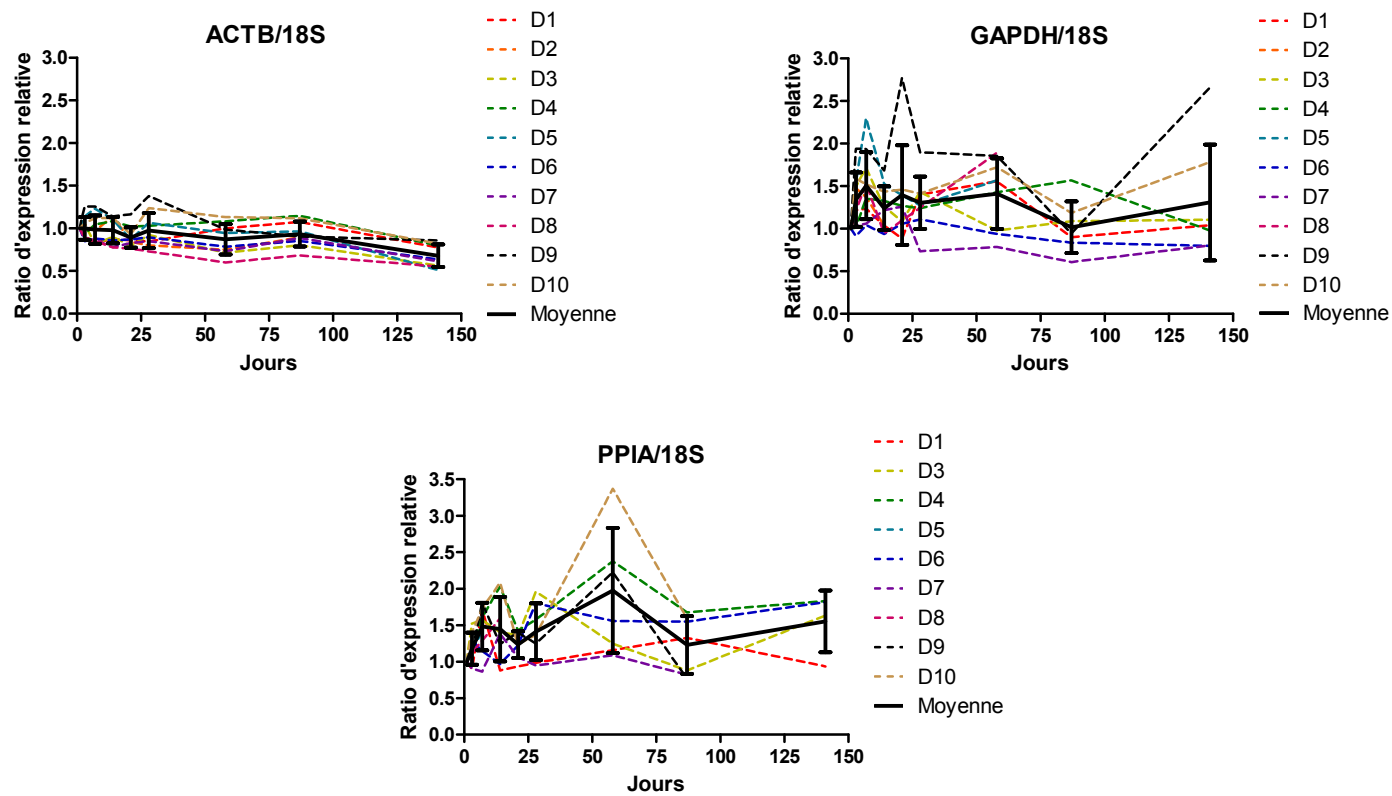 ACTB/18S
Ratio d'expression relative
3.0
2.5
2.0
1.5
1.0
0.5
0.0
0 25 50 75 100 125 150
Jours
D1
D2
D3
D4
D5
D6
D7
D8
D9
D10
Moyenne
GAPDH/18S
Ratio d'expression relative
3.0
2.5
2.0
1.5
1.0
0.5
0.0
0 25 50 75 100 125 150
Jours
D1
D2
D3
D4
D5
D6
D7
D8
D9
D10
Moyenne
PPIA/18S
Ratio d'expression relative
3.5
3.0
2.5
2.0
1.5
1.0
0.5
0.0
0 25 50 75 100 125 150
Jours
D1
D3
D4
D5
D6
D7
D8
D9
D10
Moyenne